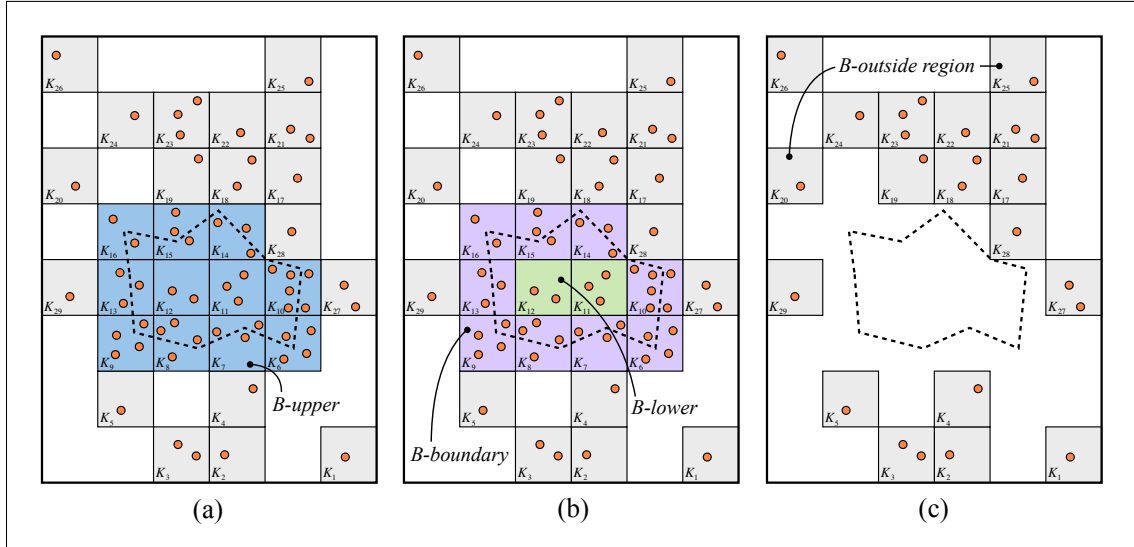 K26 K25
K24 K23 K22 K21
K20 K19 K18 K17
K16 K15 K14 K28
K29 K13 K12 K11 K10 K27
K9 K8 K7 K6
B-upper
K5 K4
K3 K2 K1
(a)
K26 K25
K24 K23 K22 K21
K20 K19 K18 K17
K16 K15 K14 K28
K29 K13 K12 K11 K10 K27
K9 K8 K7 K6
B-lower
K5 K4
B-boundary
K3 K2 K1
(b)
B-outside region
K26 K25
K24 K23 K22 K21
K20 K19 K18 K17
K28
K29 K27
K5 K4
K3 K2 K1
(c)